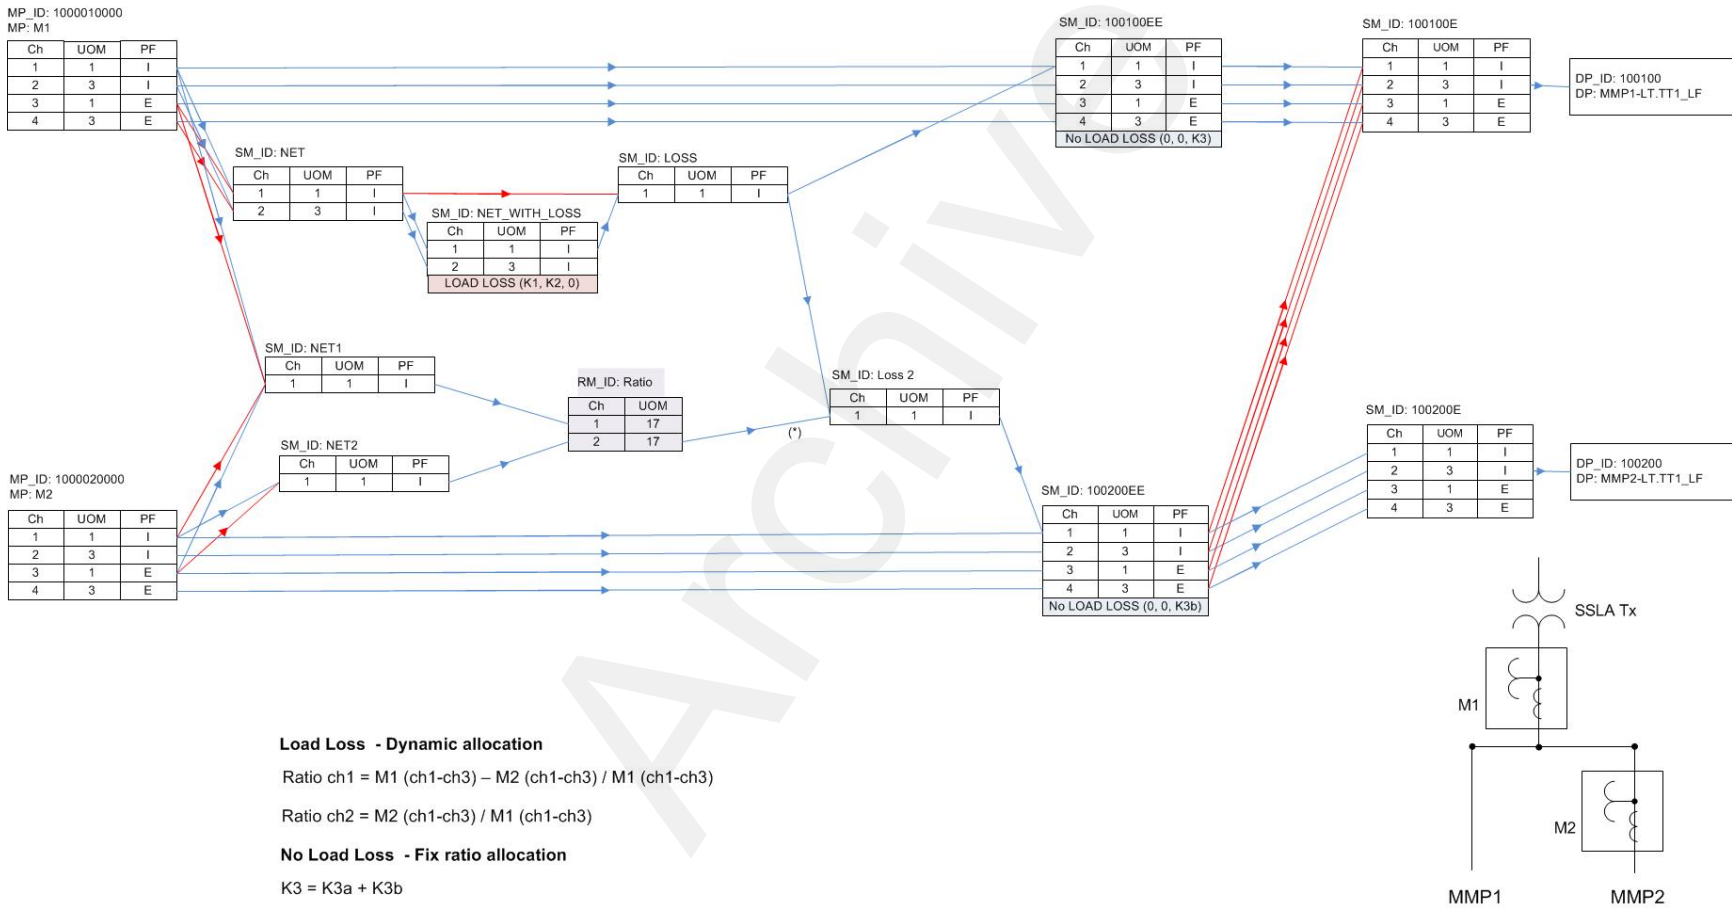 MP_ID: 1000010000
MP: M1
Ch UOM PF
1 1 I
2 3 I
3 1 E
4 3 E
SM_ID: 100100EE
Ch UOM PF
1 1 I
2 3 I
3 1 E
4 3 E
No LOAD LOSS (0, 0, K3)
SM_ID: 100100E
Ch UOM PF
1 1 I
2 3 I
3 1 E
4 3 E
DP_ID: 100100
DP: MMP1-LT.TT1_LF
SM_ID: NET
Ch UOM PF
1 1 I
2 3 I
SM_ID: LOSS
Ch UOM PF
1 1 I
SM_ID: NET_WITH_LOSS
Ch UOM PF
1 1 I
2 3 I
LOAD LOSS (K1, K2, 0)
SM_ID: NET1
Ch UOM PF
1 1 I
RM_ID: Ratio
Ch UOM
1 17
2 17
SM_ID: Loss 2
Ch UOM PF
1 1 I
(*)
SM_ID: NET2
Ch UOM PF
1 1 I
SM_ID: 100200E
Ch UOM PF
1 1 I
2 3 I
3 1 E
4 3 E
DP_ID: 100200
DP: MMP2-LT.TT1_LF
MP_ID: 1000020000
MP: M2
Ch UOM PF
1 1 I
2 3 I
3 1 E
4 3 E
SM_ID: 100200EE
Ch UOM PF
1 1 I
2 3 I
3 1 E
4 3 E
No LOAD LOSS (0, 0, K3b)
SSLA Tx
M1
M2
MMP1 MMP2
Load Loss - Dynamic allocation
Ratio ch1 = M1 (ch1-ch3) – M2 (ch1-ch3) / M1 (ch1-ch3)
Ratio ch2 = M2 (ch1-ch3) / M1 (ch1-ch3)
No Load Loss - Fix ratio allocation
K3 = K3a + K3b
Archive